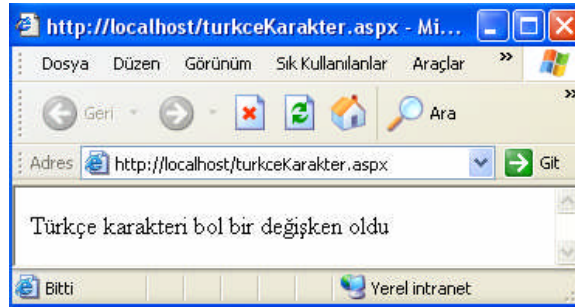 http://localhost/turkceKarakter.aspx - Mi...
Dosya Düzen Görünüm Sık Kullanılanlar Araçlar »
Geri Ara »
Adres http://localhost/turkceKarakter.aspx Git
Türkçe karakteri bol bir değişken oldu
Bitti Yerel intranet